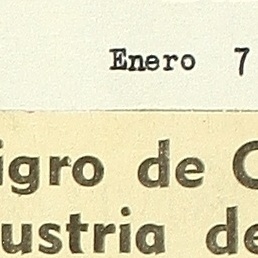 Enero 7
igro de C
ustria de